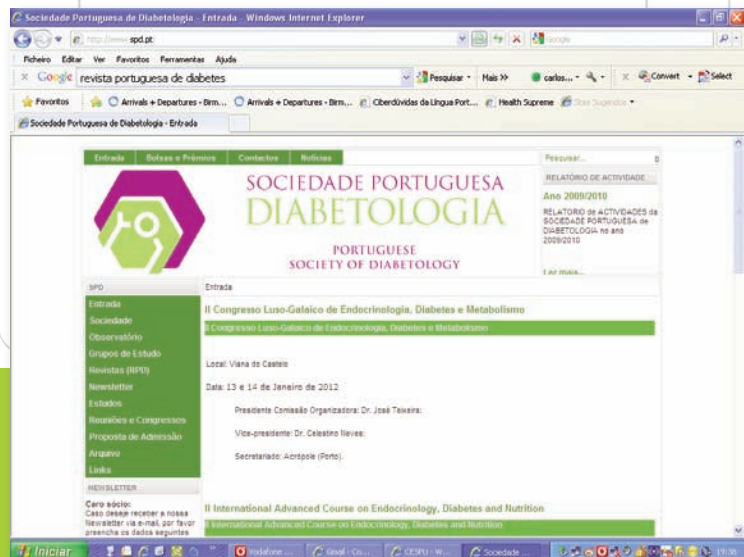 Sociedade Portuguesa de Diabetologia - Entrada - Windows Internet Explorer
http://www.spd.pt
Google
Ficheiro Editar Ver Favoritos Ferramentas Ajuda
Google revista portuguesa de diabetes Pesquisar Mais >> carlos... Convert Select
Favoritos Arrivals + Departures - Birm... Arrivals + Departures - Birm... Ciberdúvidas da Língua Port... Health Supreme
Sociedade Portuguesa de Diabetologia - Entrada
Entrada Bolsas e Prémios Contactos Notícias Pesquisar...
SOCIEDADE PORTUGUESA
DIABETOLOGIA
PORTUGUESE
SOCIETY OF DIABETOLOGY
RELATÓRIO DE ACTIVIDADE
Ano 2009/2010
RELATORIO de ACTIVIDADES da
SOCIEDADE PORTUGUESA de
DIABETOLOGIA no ano
2009/2010
Ler mais...
SPD
Entrada
Sociedade
Observatório
Grupos de Estudo
Revistas (RPD)
Newsletter
Estudos
Reuniões e Congressos
Proposta de Admissão
Arquivo
Links
NEWSLETTER
Caro sócio:
Caso deseje receber a nossa
Newsletter via e-mail, por favor
preencha os dados seguintes
Entrada
II Congresso Luso-Galaico de Endocrinologia, Diabetes e Metabolismo
II Congresso Luso-Galaico de Endocrinologia, Diabetes e Metabolismo
Local: Viana do Castelo
Data: 13 e 14 de Janeiro de 2012
Presidente Comissão Organizadora: Dr. José Teixeira;
Vice-presidente: Dr. Celestino Neves;
Secretariado: Acrópole (Porto).
II International Advanced Course on Endocrinology, Diabetes and Nutrition
II International Advanced Course on Endocrinology, Diabetes and Nutrition
Iniciar Vodafone ... Gmail - Co... CESPU - W... Sociedade ...